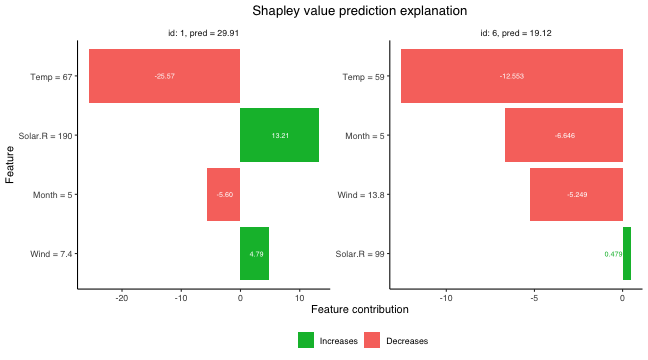 Shapley value prediction explanation
id: 1, pred = 29.91
id: 6, pred = 19.12
Feature
Temp = 67
-25.57
Solar.R = 190
13.21
Month = 5
-5.60
Wind = 7.4
4.79
-20
-10
0
10
Temp = 59
-12.553
Month = 5
-6.646
Wind = 13.8
-5.249
Solar.R = 99
0.479
-10
-5
0
Feature contribution
Increases
Decreases